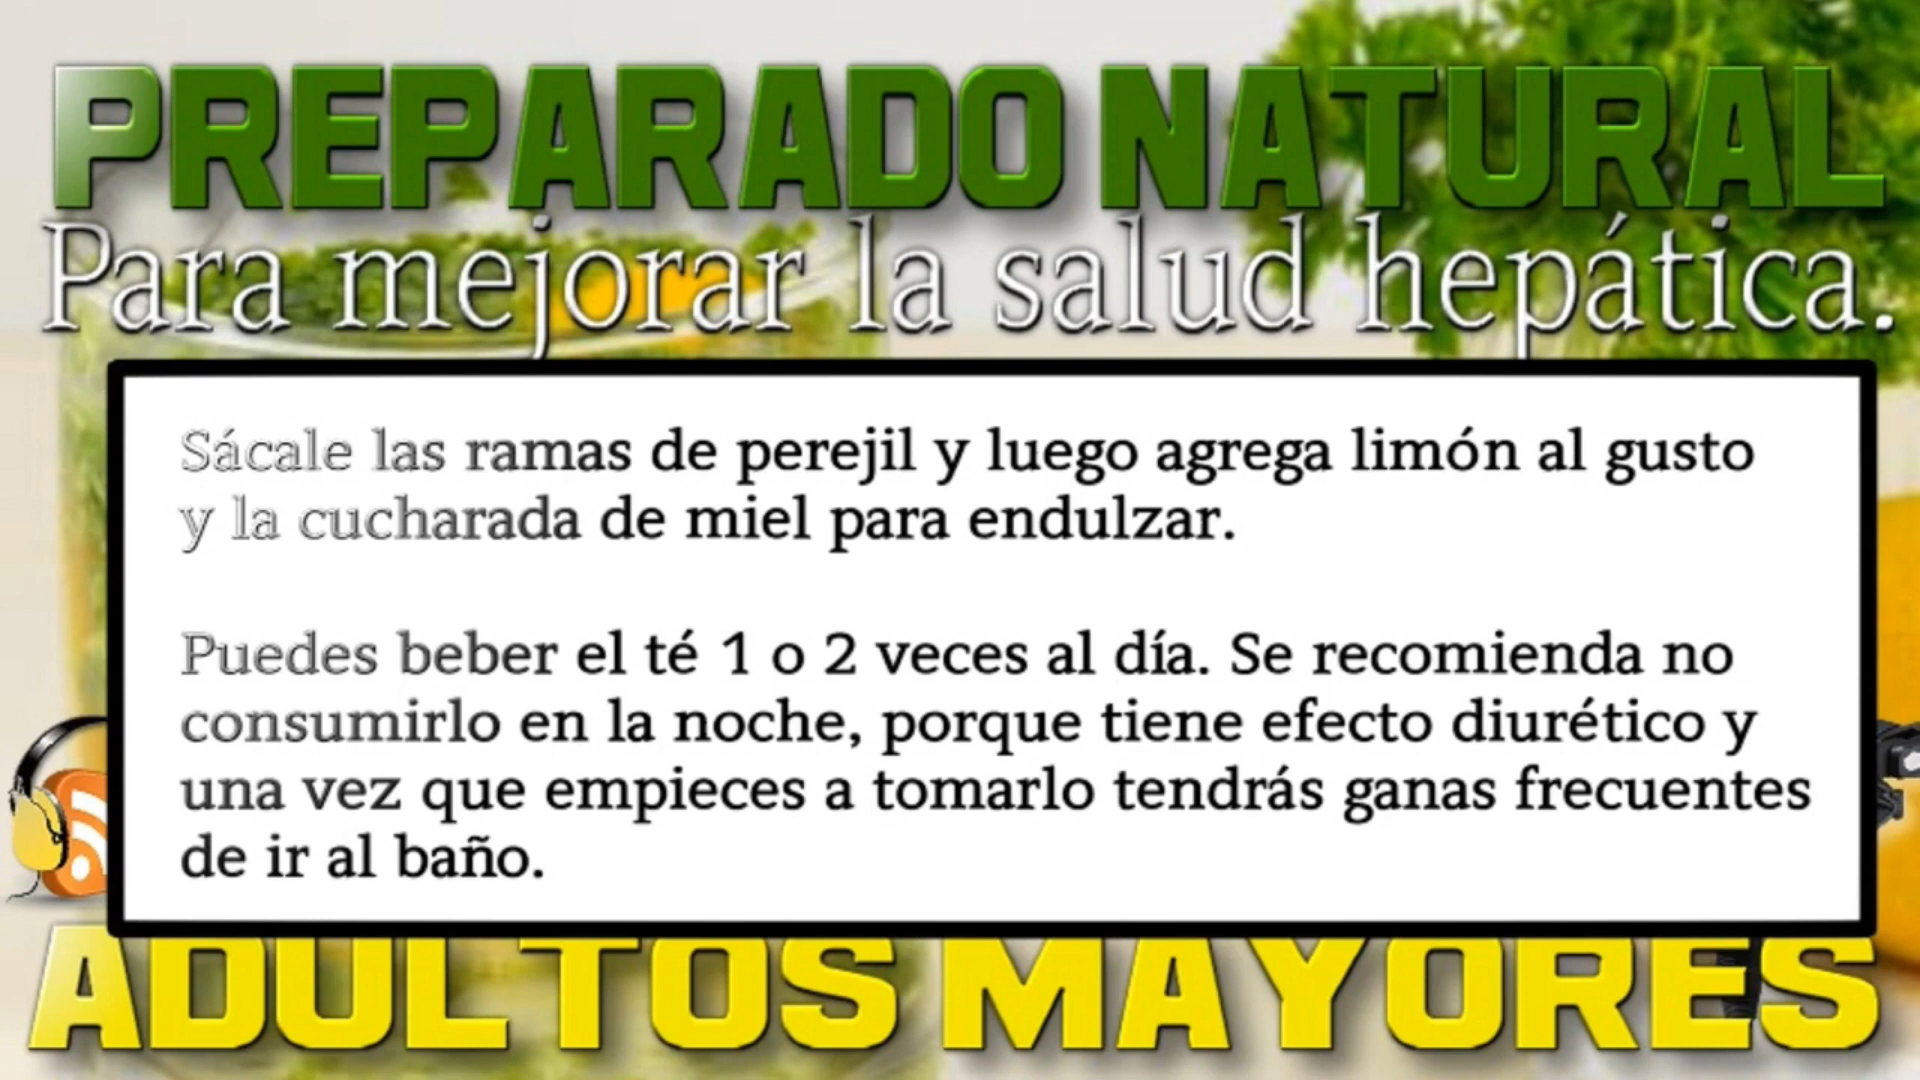 PREPARADO NATURAL
Para mejorar la salud hepática.
Sácale las ramas de perejil y luego agrega limón al gusto
y la cucharada de miel para endulzar.
Puedes beber el té 1 o 2 veces al día. Se recomienda no
consumirlo en la noche, porque tiene efecto diurético y
una vez que empieces a tomarlo tendrás ganas frecuentes
de ir al baño.
ADULTOS MAYORES